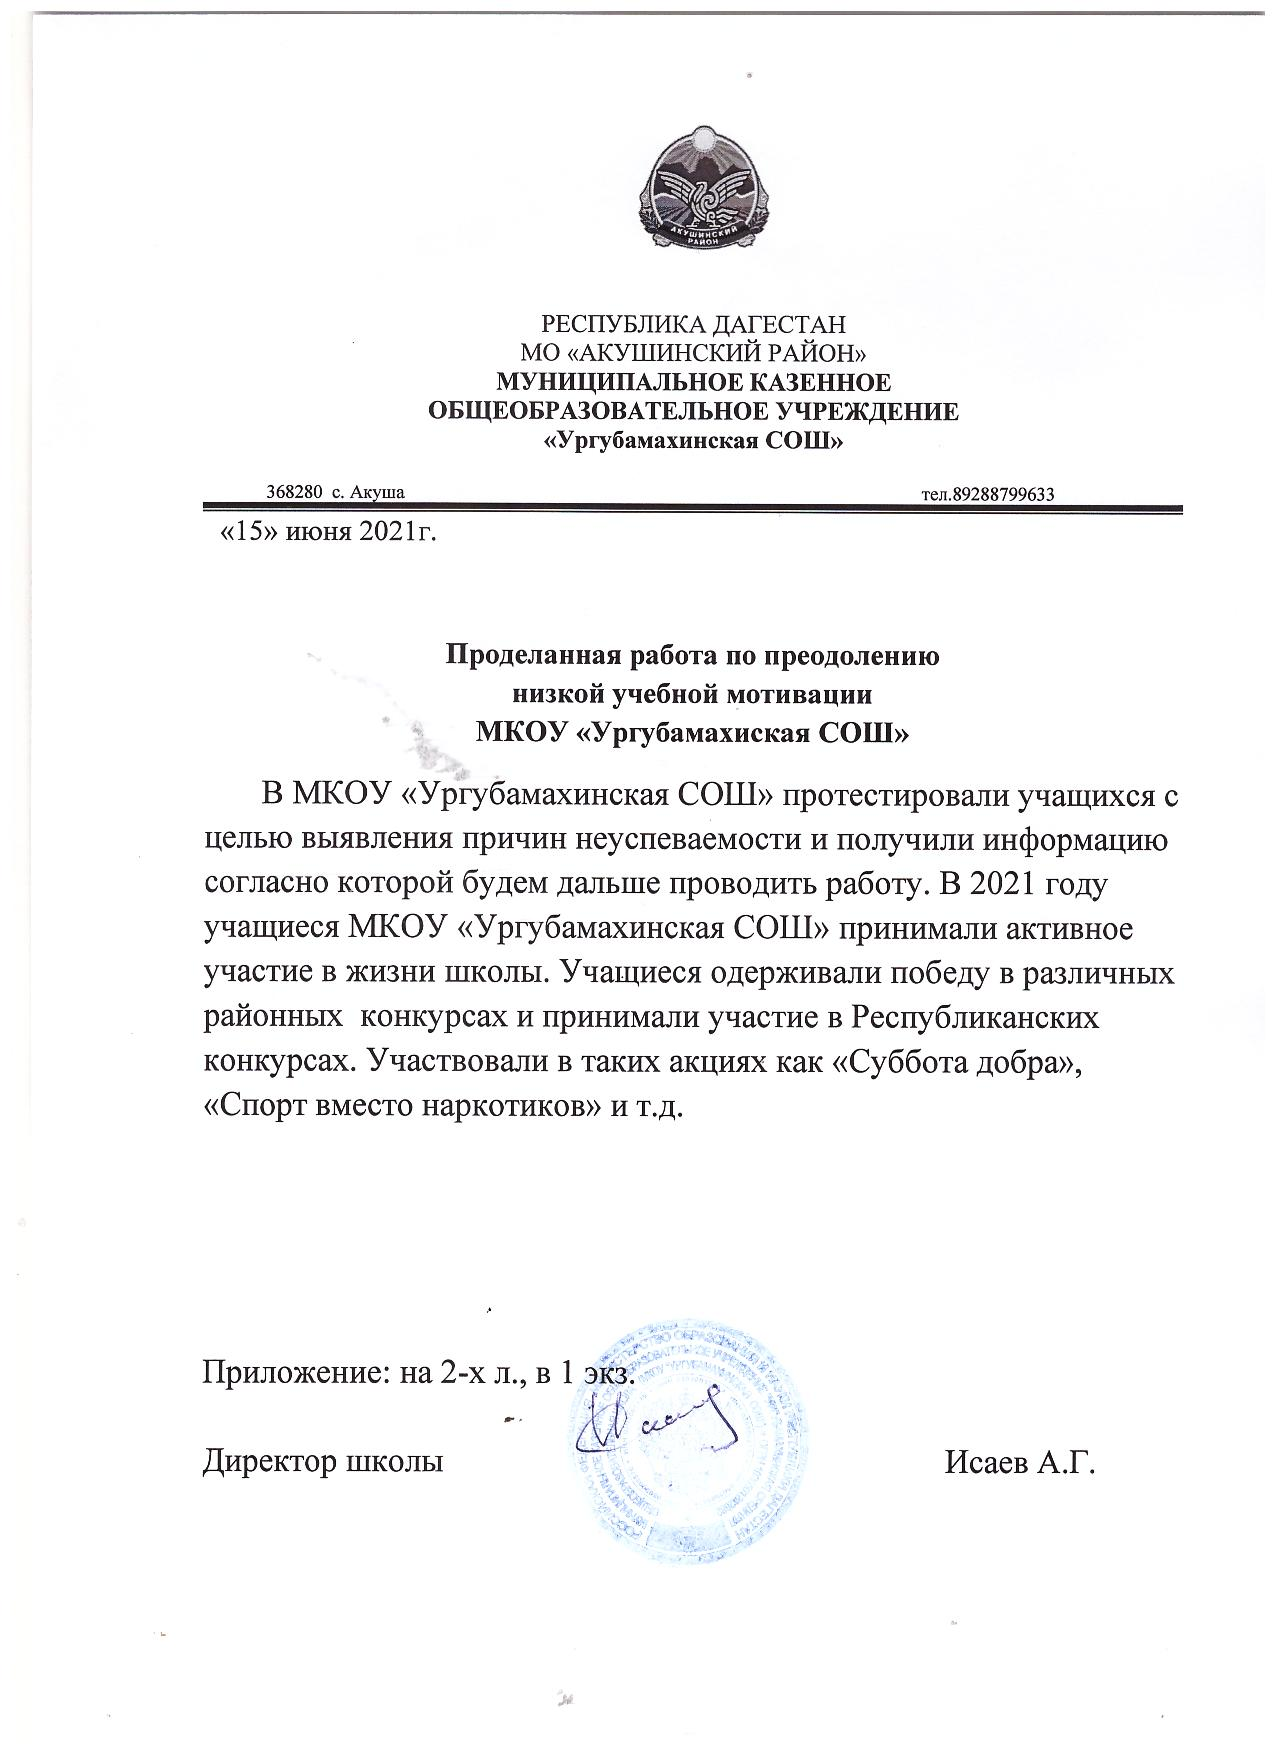 АКУШИНСКИЙ
РАЙОН
РЕСПУБЛИКА ДАГЕСТАН
МО «АКУШИНСКИЙ РАЙОН»
МУНИЦИПАЛЬНОЕ КАЗЕННОЕ
ОБЩЕОБРАЗОВАТЕЛЬНОЕ УЧРЕЖДЕНИЕ
«Ургубамахинская СОШ»
368280 с. Акуша тел.89288799633
«15» июня 2021г.
Проделанная работа по преодолению
низкой учебной мотивации
МКОУ «Ургубамахиская СОШ»
В МКОУ «Ургубамахинская СОШ» протестировали учащихся с
целью выявления причин неуспеваемости и получили информацию
согласно которой будем дальше проводить работу. В 2021 году
учащиеся МКОУ «Ургубамахинская СОШ» принимали активное
участие в жизни школы. Учащиеся одерживали победу в различных
районных конкурсах и принимали участие в Республиканских
конкурсах. Участвовали в таких акциях как «Суббота добра»,
«Спорт вместо наркотиков» и т.д.
Приложение: на 2-х л., в 1 экз.
Директор школы Исаев А.Г.